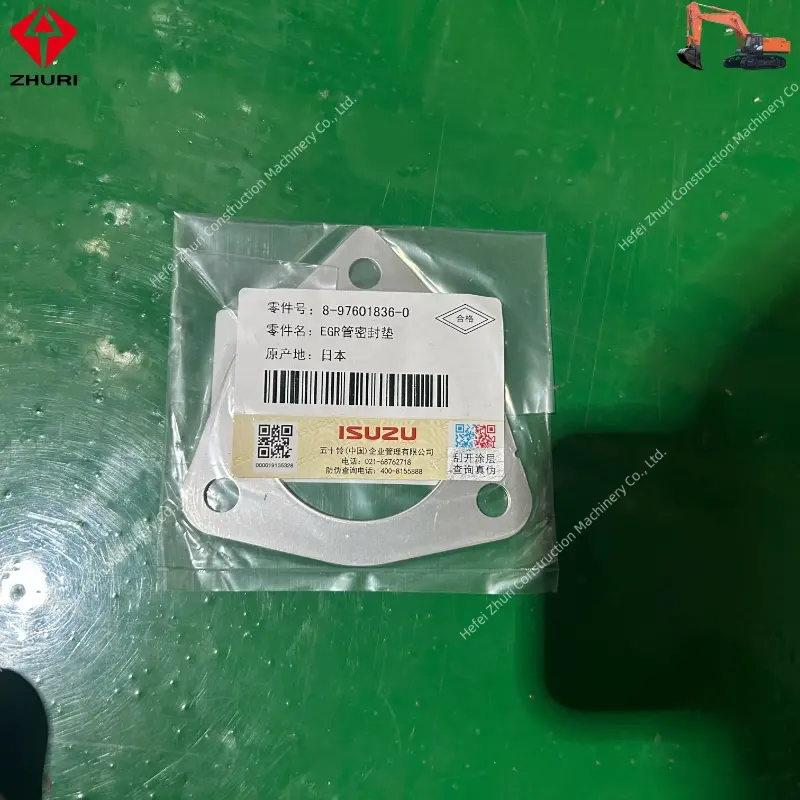 ZHURI
Hefei Zhuri Construction Machinery Co., Ltd.
Hefei Zhuri Construction Machinery Co., Ltd.
零件号: 8-97601836-0
合格
零件名: EGR管密封垫
原产地: 日本
ISUZU
五十铃(中国)企业管理有限公司
电话: 021-68762718
防伪查询电话: 400-8155888
000019135328
刮开涂层
查询真伪
Hefei Zhuri Construction Machinery Co., Ltd.